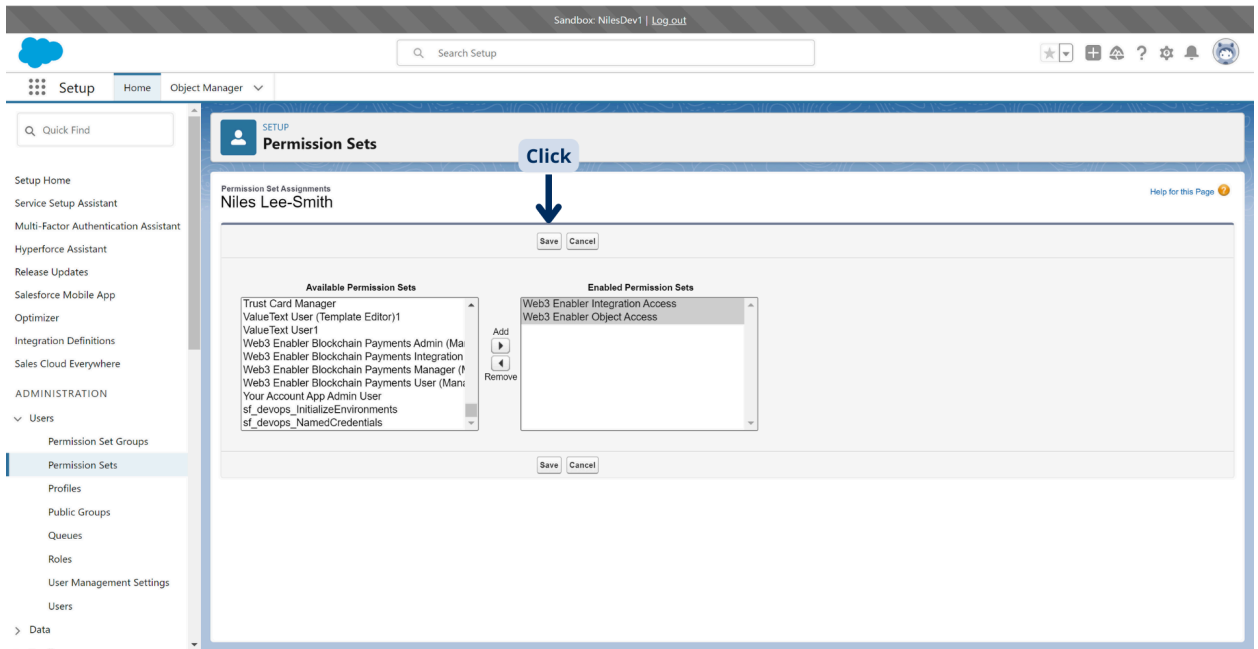 Sandbox: NilesDev1 | Log out
Search Setup
Setup
Home
Object Manager
Quick Find
Setup Home
Service Setup Assistant
Multi-Factor Authentication Assistant
Hyperforce Assistant
Release Updates
Salesforce Mobile App
Optimizer
Integration Definitions
Sales Cloud Everywhere
ADMINISTRATION
Users
Permission Set Groups
Permission Sets
Profiles
Public Groups
Queues
Roles
User Management Settings
Users
Data
SETUP
Permission Sets
Click
Permission Set Assignments
Niles Lee-Smith
Help for this Page ?
Save Cancel
Available Permission Sets
Trust Card Manager
ValueText User (Template Editor)1
ValueText User1
Web3 Enabler Blockchain Payments Admin (Ma
Web3 Enabler Blockchain Payments Integration
Web3 Enabler Blockchain Payments Manager (
Web3 Enabler Blockchain Payments User (Mana
Your Account App Admin User
sf_devops_InitializeEnvironments
sf_devops_NamedCredentials
Add
Remove
Enabled Permission Sets
Web3 Enabler Integration Access
Web3 Enabler Object Access
Save Cancel